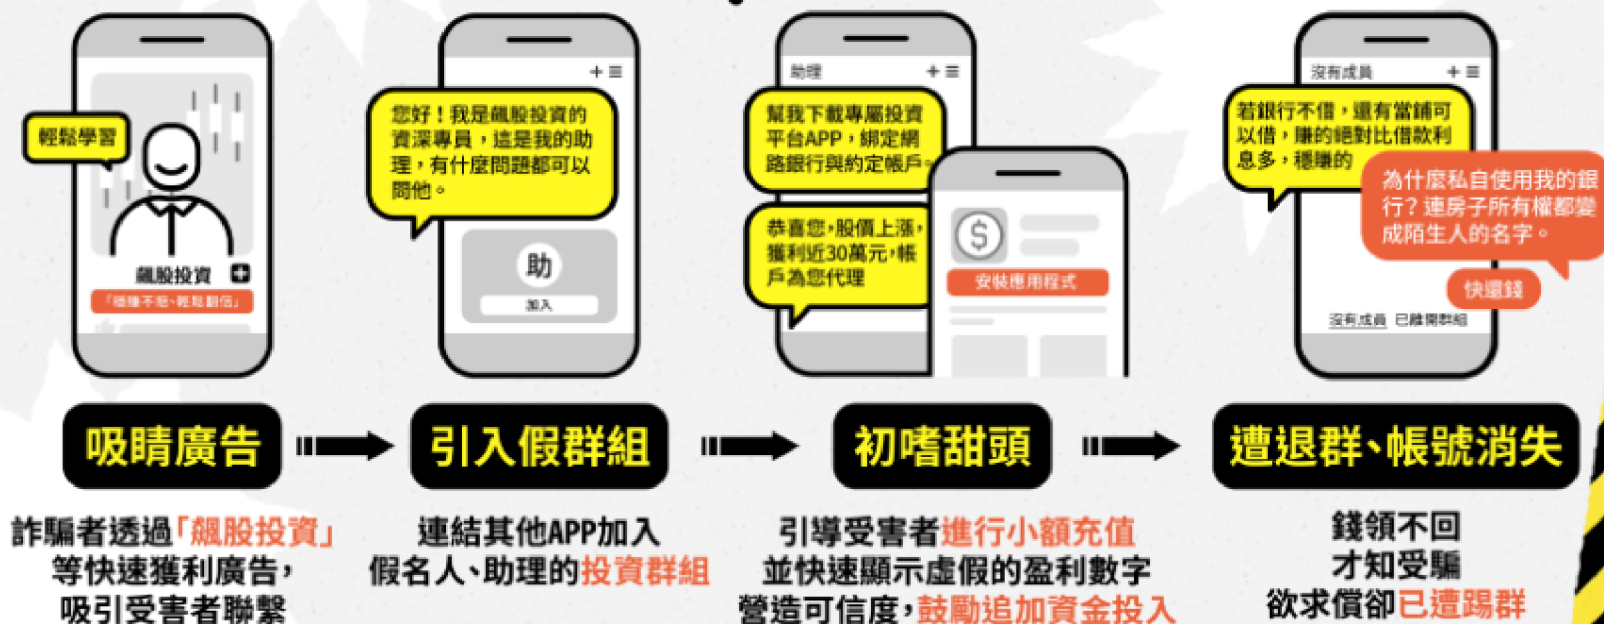 輕鬆學習
飆股投資
「穩賺不賠、輕鬆翻倍」
您好！我是飆股投資的
資深專員，這是我的助
理，有什麼問題都可以
問他。
助
加入
助理
幫我下載專屬投資
平台APP，綁定網
路銀行與約定帳戶。
恭喜您，股價上漲，
獲利近30萬元，帳
戶為您代理
$
安裝應用程式
沒有成員
若銀行不借，還有當鋪可
以借，賺的絕對比借款利
息多，穩賺的
為什麼私自使用我的銀
行？連房子所有權都變
成陌生人的名字。
快還錢
沒有成員 已離開群組
吸睛廣告
引入假群組
初嗜甜頭
遭退群、帳號消失
詐騙者透過「飆股投資」
等快速獲利廣告，
吸引受害者聯繫
連結其他APP加入
假名人、助理的投資群組
引導受害者進行小額充值
並快速顯示虛假的盈利數字
營造可信度，鼓勵追加資金投入
錢領不回
才知受騙
欲求償卻已遭踢群